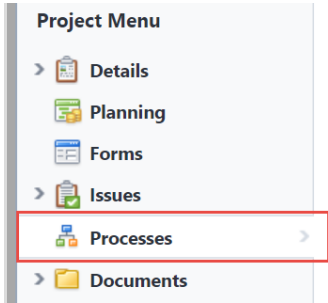 Project Menu
Details
Planning
Forms
Issues
Processes
Documents